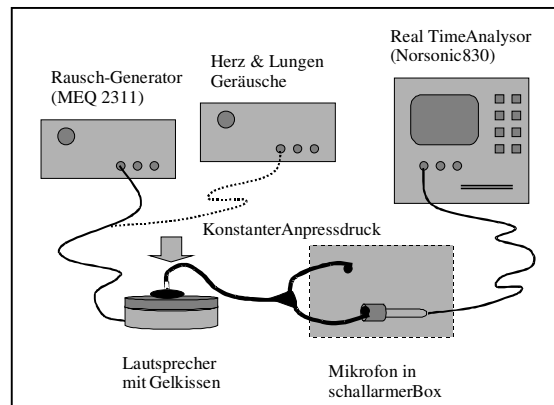 Real TimeAnalysor
(Norsonic830)
Herz & Lungen
Geräusche
Rausch-Generator
(MEQ 2311)
KonstanterAnpressdruck
Lautsprecher
mit Gelkissen
Mikrofon in
schallarmerBox